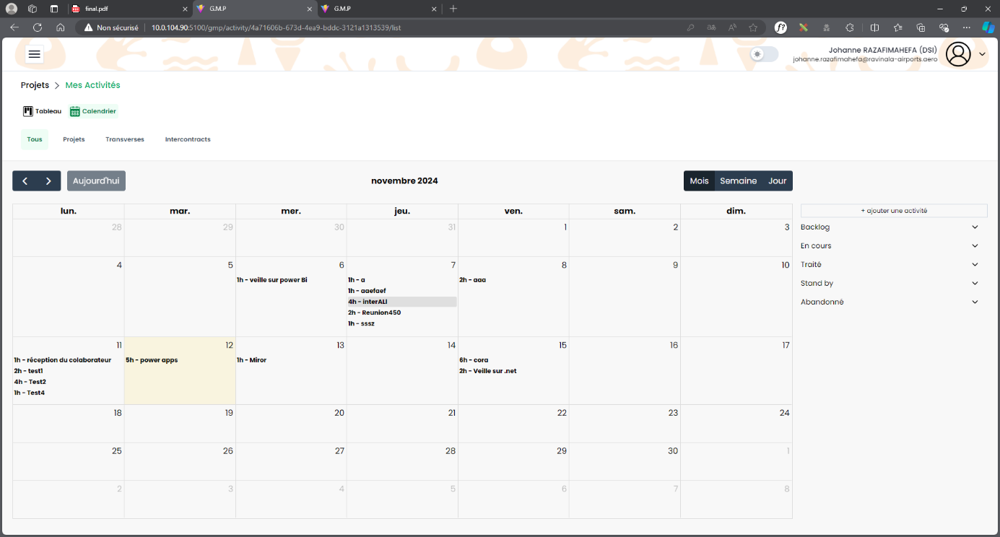 final.pdf
G.M.P
G.M.P
Non sécurisé
10.0.104.90:5100/gmp/activity/4a71606b-673d-4ea9-bddc-3121a1313539/list
Johanne RAZAFIMAHEFA (DSI)
johanne.razafimahefa@ravinala-airports.aero
Projets > Mes Activités
Tableau Calendrier
Tous Projets Transverses Intercontracts
Aujourd'hui
novembre 2024
Mois Semaine Jour
lun. mar. mer. jeu. ven. sam. dim.
28 29 30 31 1 2 3
4 5 6 7 8 9 10
1h - veille sur power Bi
1h - a
1h - aaefaef
4h - interALI
2h - Reunion450
1h - sssz
2h - aaa
11 12 13 14 15 16 17
1h - réception du colaborateur
2h - test1
4h - Test2
1h - Test4
5h - power apps
1h - Miror
6h - cora
2h - Veille sur .net
18 19 20 21 22 23 24
25 26 27 28 29 30 1
2 3 4 5 6 7 8
+ ajouter une activité
Backlog
En cours
Traité
Stand by
Abandonné